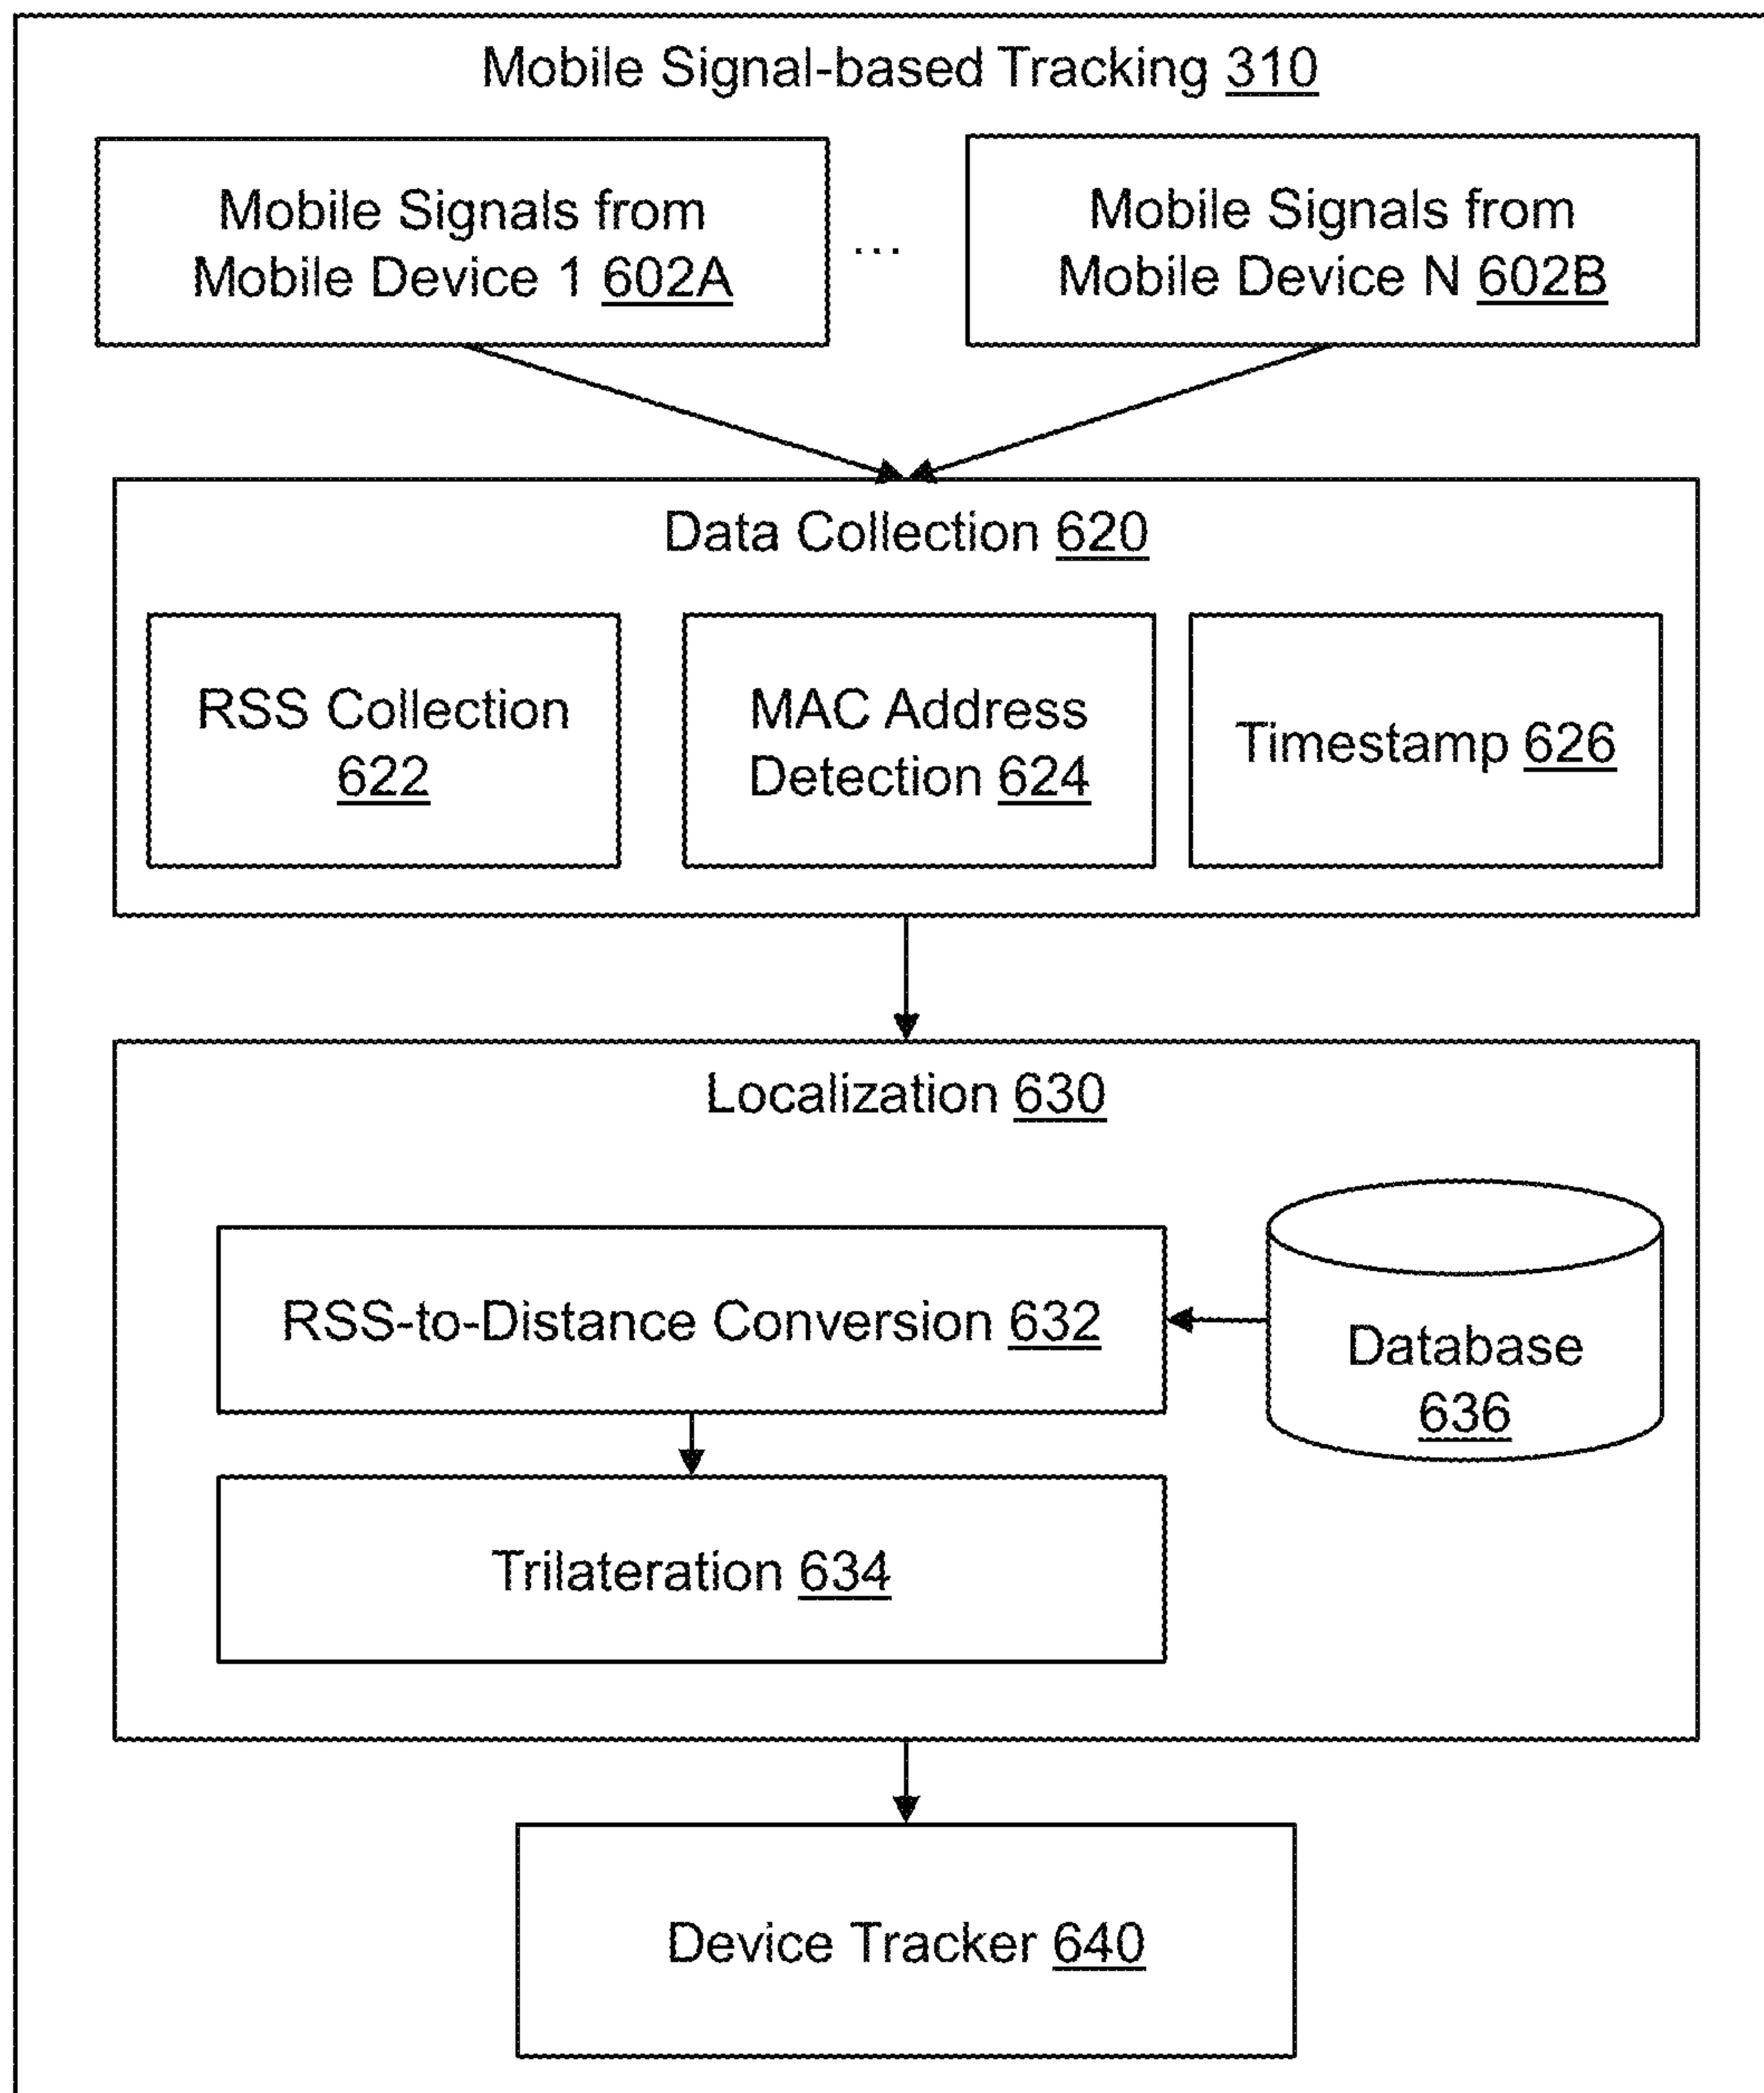 Mobile Signal-based Tracking 310
Mobile Signals from
Mobile Device 1 602A
...
Mobile Signals from
Mobile Device N 602B
Data Collection 620
RSS Collection
622
MAC Address
Detection 624
Timestamp 626
Localization 630
RSS-to-Distance Conversion 632
Database
636
Trilateration 634
Device Tracker 640